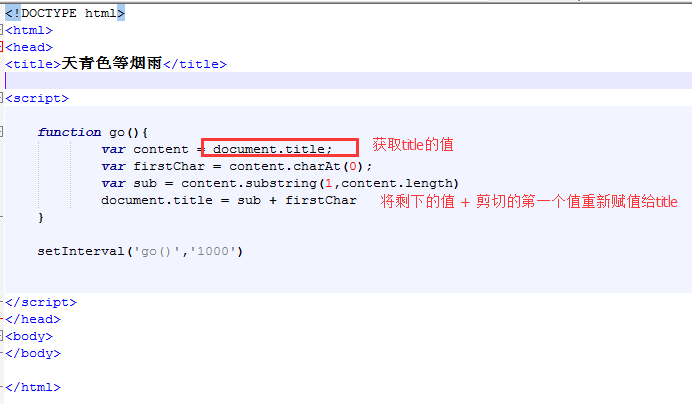 <!DOCTYPE html>
<html>
<head>
<title>天青色等烟雨</title>
<script>
function go(){
var content = document.title; 获取title的值
var firstChar = content.charAt(0);
var sub = content.substring(1,content.length)
document.title = sub + firstChar 将剩下的值 + 剪切的第一个值重新赋值给title
}
setInterval('go()','1000')
</script>
</head>
<body>
</body>
</html>